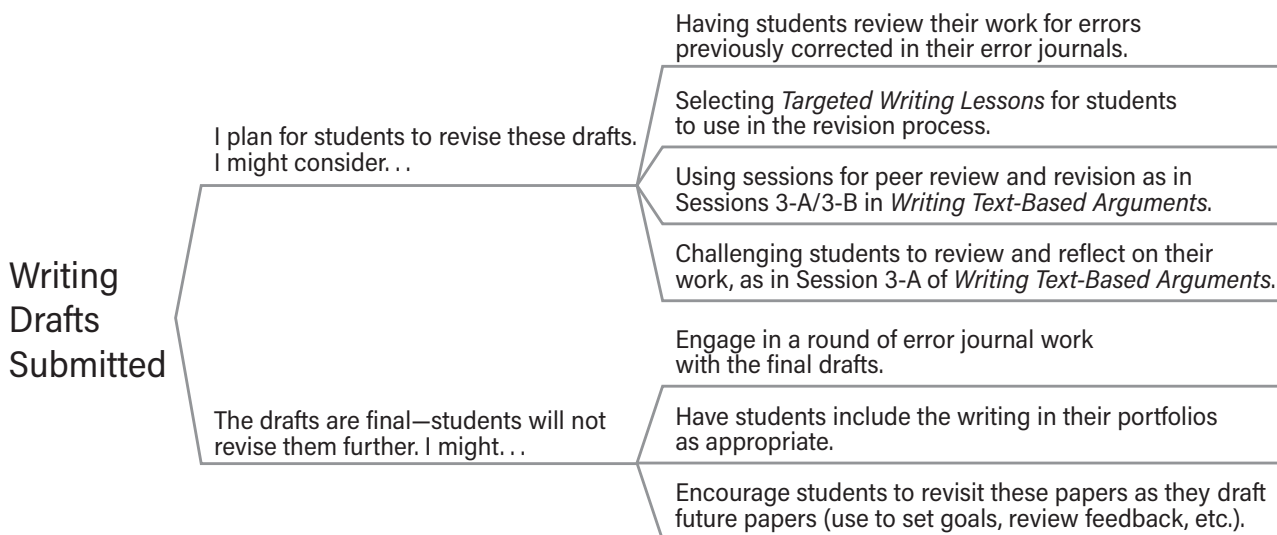 Writing
Drafts
Submitted
I plan for students to revise these drafts.
I might consider. . .
Having students review their work for errors
previously corrected in their error journals.
Selecting Targeted Writing Lessons for students
to use in the revision process.
Using sessions for peer review and revision as in
Sessions 3-A/3-B in Writing Text-Based Arguments.
Challenging students to review and reflect on their
work, as in Session 3-A of Writing Text-Based Arguments.
The drafts are final—students will not
revise them further. I might. . .
Engage in a round of error journal work
with the final drafts.
Have students include the writing in their portfolios
as appropriate.
Encourage students to revisit these papers as they draft
future papers (use to set goals, review feedback, etc.).